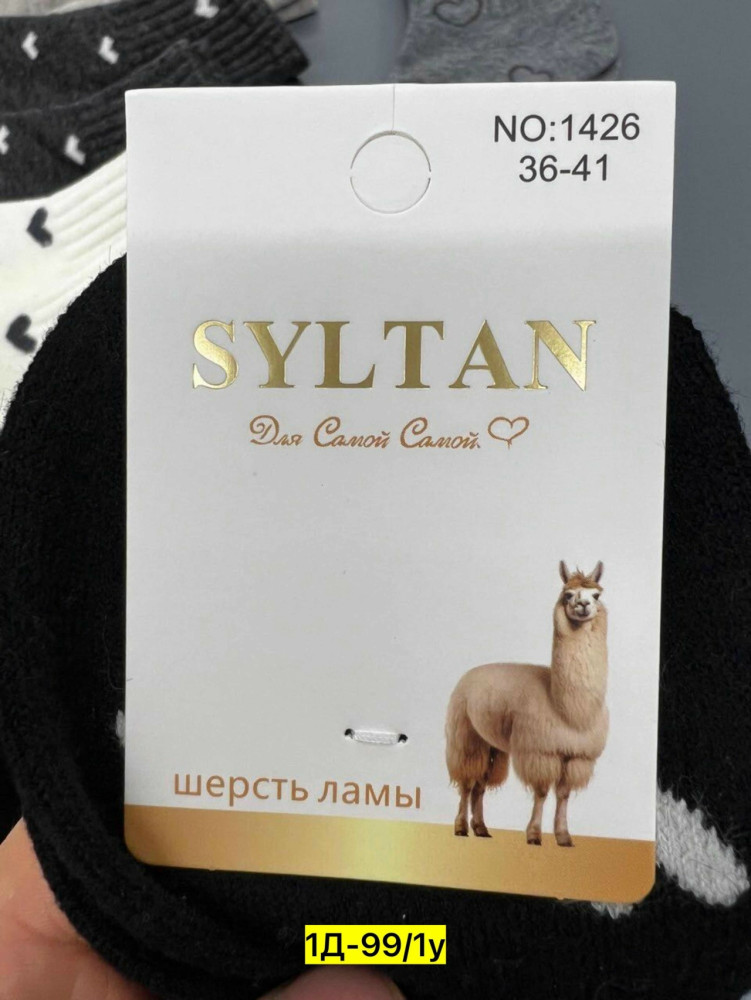 NO:1426
36-41
SYLTAN
Для Самой Самой
шерсть ламы
1Д-99/1у